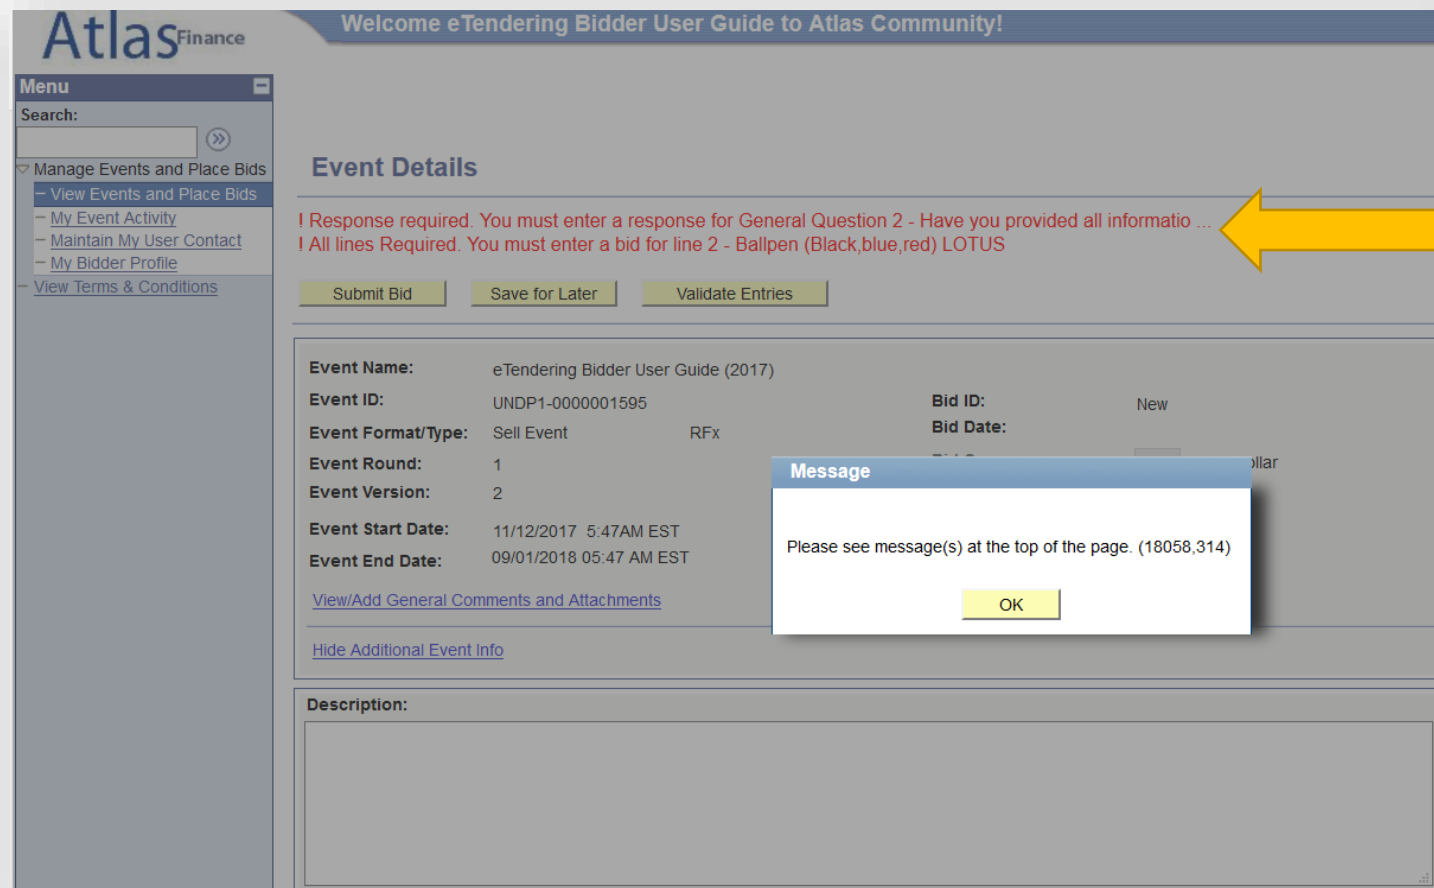 Atlas Finance
Welcome eTendering Bidder User Guide to Atlas Community!
Menu
Search:
Manage Events and Place Bids
View Events and Place Bids
My Event Activity
Maintain My User Contact
My Bidder Profile
View Terms & Conditions
Event Details
! Response required. You must enter a response for General Question 2 - Have you provided all informatio ...
! All lines Required. You must enter a bid for line 2 - Ballpen (Black,blue,red) LOTUS
Submit Bid Save for Later Validate Entries
Event Name: eTendering Bidder User Guide (2017)
Event ID: UNDP1-0000001595 Bid ID: New
Event Format/Type: Sell Event RFx Bid Date:
Event Round: 1
Event Version: 2
Event Start Date: 11/12/2017 5:47AM EST
Event End Date: 09/01/2018 05:47 AM EST
Message
Please see message(s) at the top of the page. (18058,314)
OK
View/Add General Comments and Attachments
Hide Additional Event Info
Description: